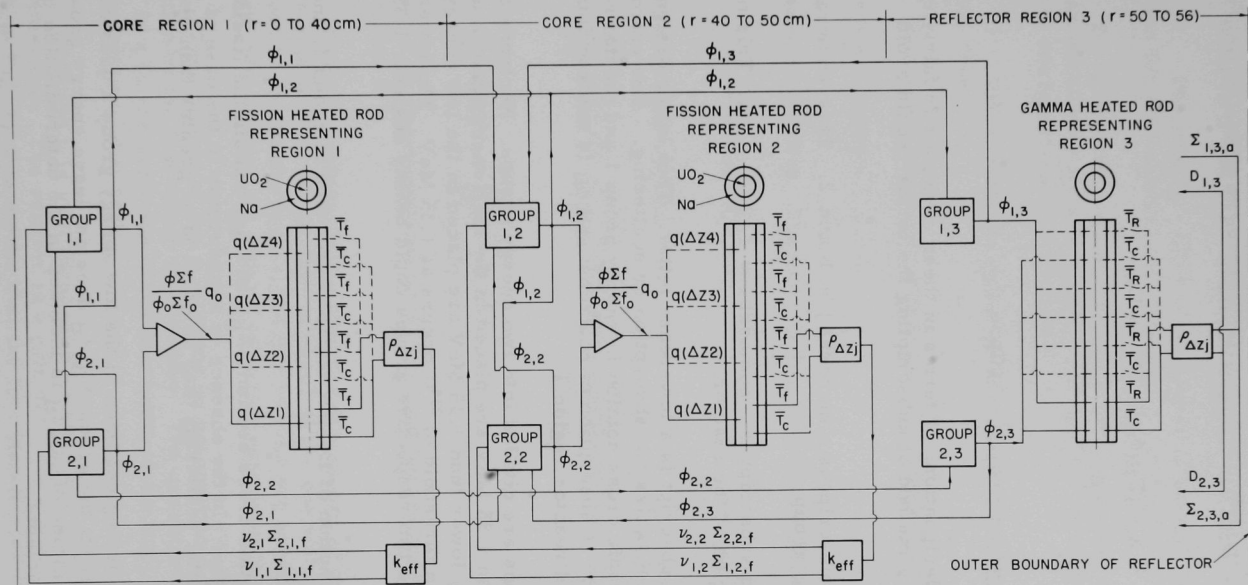 CORE REGION 1 (r = 0 TO 40 cm)
CORE REGION 2 (r = 40 TO 50 cm)
REFLECTOR REGION 3 (r = 50 TO 56)
ϕ1,1
ϕ1,2
ϕ1,3
ϕ1,2
FISSION HEATED ROD
REPRESENTING
REGION 1
UO2
Na
GROUP
1,1
ϕ1,1
ϕ1,1
ϕ2,1
GROUP
2,1
ϕ2,1
ϕΣf
ϕ0Σf0
q0
q(ΔZ4)
q(ΔZ3)
q(ΔZ2)
q(ΔZ1)
T̅f
T̅c
T̅f
T̅c
T̅f
T̅c
T̅f
T̅c
ρΔZj
FISSION HEATED ROD
REPRESENTING
REGION 2
UO2
Na
GROUP
1,2
ϕ1,2
ϕ1,2
ϕ2,2
GROUP
2,2
ϕ2,2
ϕΣf
ϕ0Σf0
q0
q(ΔZ4)
q(ΔZ3)
q(ΔZ2)
q(ΔZ1)
T̅f
T̅c
T̅f
T̅c
T̅f
T̅c
T̅f
T̅c
ρΔZj
GAMMA HEATED ROD
REPRESENTING
REGION 3
GROUP
1,3
ϕ1,3
GROUP
2,3
ϕ2,3
T̅R
T̅c
T̅R
T̅c
T̅R
T̅c
T̅R
T̅c
ρΔZj
Σ1,3,a
D1,3
D2,3
Σ2,3,a
ϕ2,2
ϕ2,1
ν2,1 Σ2,1,f
ν1,1 Σ1,1,f
keff
ϕ2,2
ϕ2,3
ν2,2 Σ2,2,f
ν1,2 Σ1,2,f
keff
OUTER BOUNDARY OF REFLECTOR